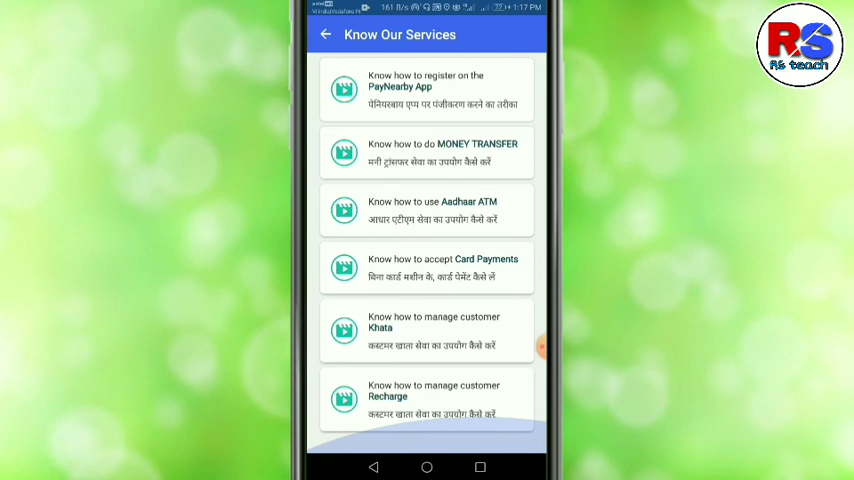 161 B/s
72
1:17 PM
Know Our Services
RS
RS teach
Know how to register on the
PayNearby App
पेनियरबाय एप्प पर पंजीकरण करने का तरीका
Know how to do MONEY TRANSFER
मनी ट्रांसफर सेवा का उपयोग कैसे करें
Know how to use Aadhaar ATM
आधार एटीएम सेवा का उपयोग कैसे करें
Know how to accept Card Payments
बिना कार्ड मशीन के, कार्ड पेमेंट कैसे लें
Know how to manage customer
Khata
कस्टमर खाता सेवा का उपयोग कैसे करें
Know how to manage customer
Recharge
कस्टमर खाता सेवा का उपयोग कैसे करें